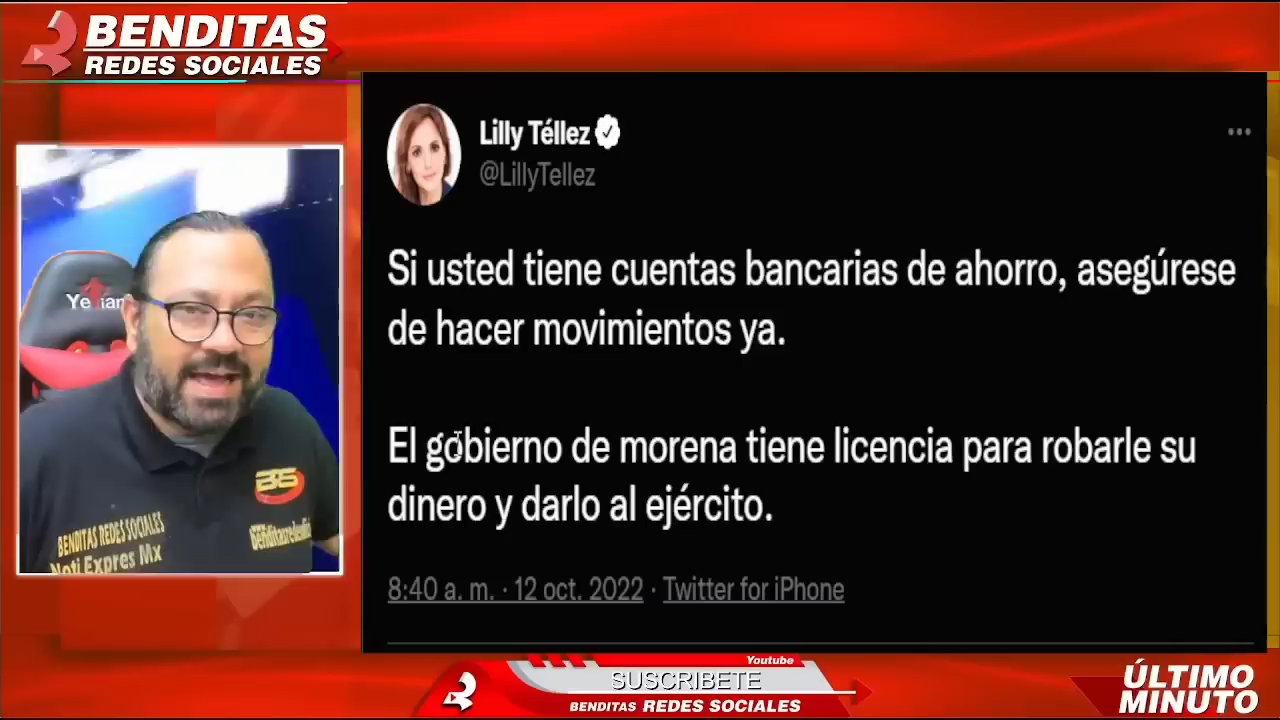 BENDITAS
REDES SOCIALES
Lilly Téllez
@LillyTellez
Si usted tiene cuentas bancarias de ahorro, asegúrese
de hacer movimientos ya.
El gobierno de morena tiene licencia para robarle su
dinero y darlo al ejército.
8:40 a. m. · 12 oct. 2022 · Twitter for iPhone
BENDITAS REDES SOCIALES
Noti Expres Mx
Youtube
SUSCRIBETE
BENDITAS REDES SOCIALES
ÚLTIMO
MINUTO